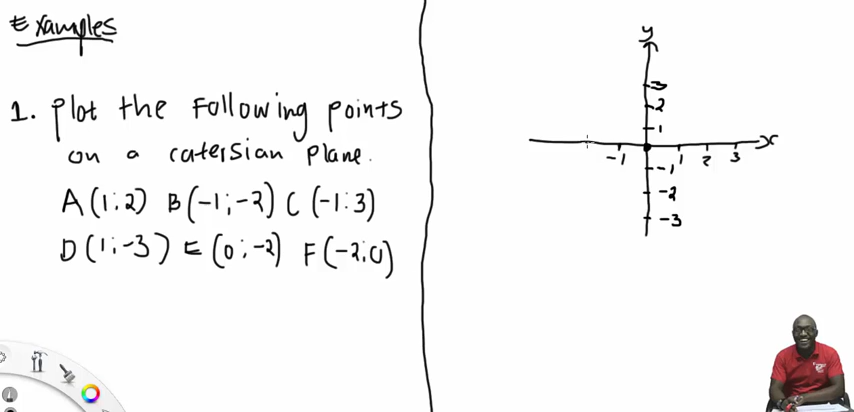 Examples
1. Plot the following points
on a catersian plane.
A(1;2) B(-1;-2) C(-1;3)
D(1;-3) E(0;-2) F(-2;0)
y
3
2
1
x
-1 1 2 3
-1
-2
-3